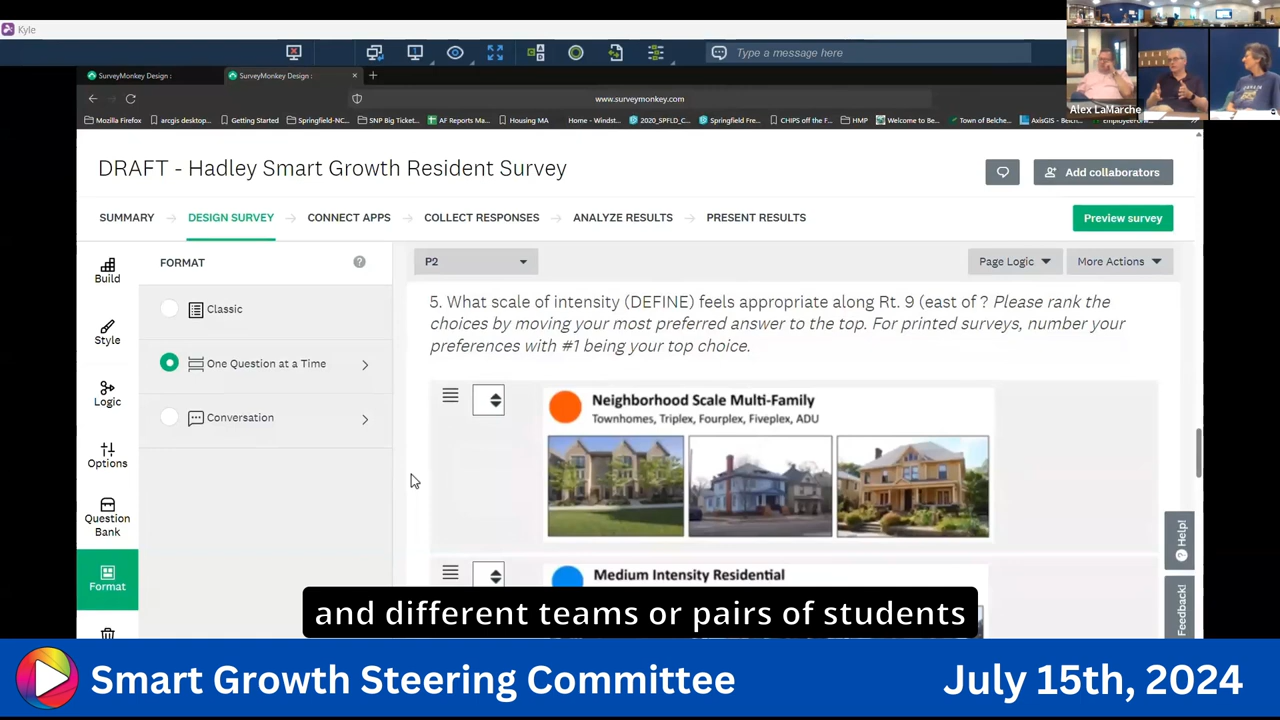 Kyle
Type a message here
Alex LaMarche
SurveyMonkey Design :
SurveyMonkey Design :
www.surveymonkey.com
Mozilla Firefox
arcgis desktop...
Getting Started
Springfield-NC...
SNP Big Ticket...
AF Reports Ma...
Housing MA
Home - Windst...
2020_SPFLD_C...
Springfield Fre...
CHIPS off the F...
HMP
Welcome to Be...
Town of Belche...
AxisGIS - Belch...
DRAFT - Hadley Smart Growth Resident Survey
Add collaborators
SUMMARY
DESIGN SURVEY
CONNECT APPS
COLLECT RESPONSES
ANALYZE RESULTS
PRESENT RESULTS
Preview survey
Build
Style
Logic
Options
Question
Bank
Format
FORMAT
Classic
One Question at a Time
Conversation
P2
Page Logic
More Actions
5. What scale of intensity (DEFINE) feels appropriate along Rt. 9 (east of ? Please rank the
choices by moving your most preferred answer to the top. For printed surveys, number your
preferences with #1 being your top choice.
Neighborhood Scale Multi-Family
Townhomes, Triplex, Fourplex, Fiveplex, ADU
Medium Intensity Residential
Help!
Feedback!
and different teams or pairs of students
Smart Growth Steering Committee
July 15th, 2024